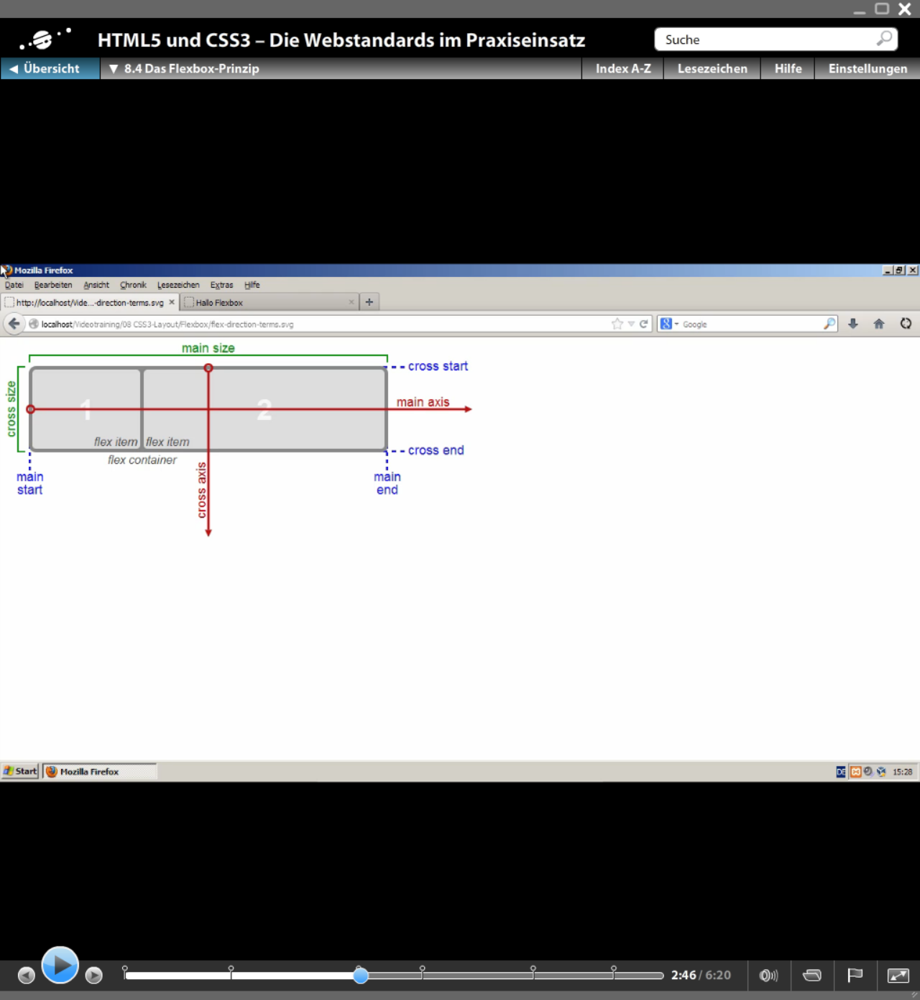 HTML5 und CSS3 – Die Webstandards im Praxiseinsatz
Suche
◄ Übersicht
▼ 8.4 Das Flexbox-Prinzip
Index A-Z
Lesezeichen
Hilfe
Einstellungen
Mozilla Firefox
Datei Bearbeiten Ansicht Chronik Lesezeichen Extras Hilfe
http://localhost/Vide...-direction-terms.svg
Hallo Flexbox
localhost/Videotraining/08 CSS3-Layout/Flexbox/flex-direction-terms.svg
Google
main size
cross size
cross start
1
2
main axis
flex item
flex item
cross end
flex container
cross axis
main start
main end
Start
Mozilla Firefox
DE
15:28
2:46 / 6:20